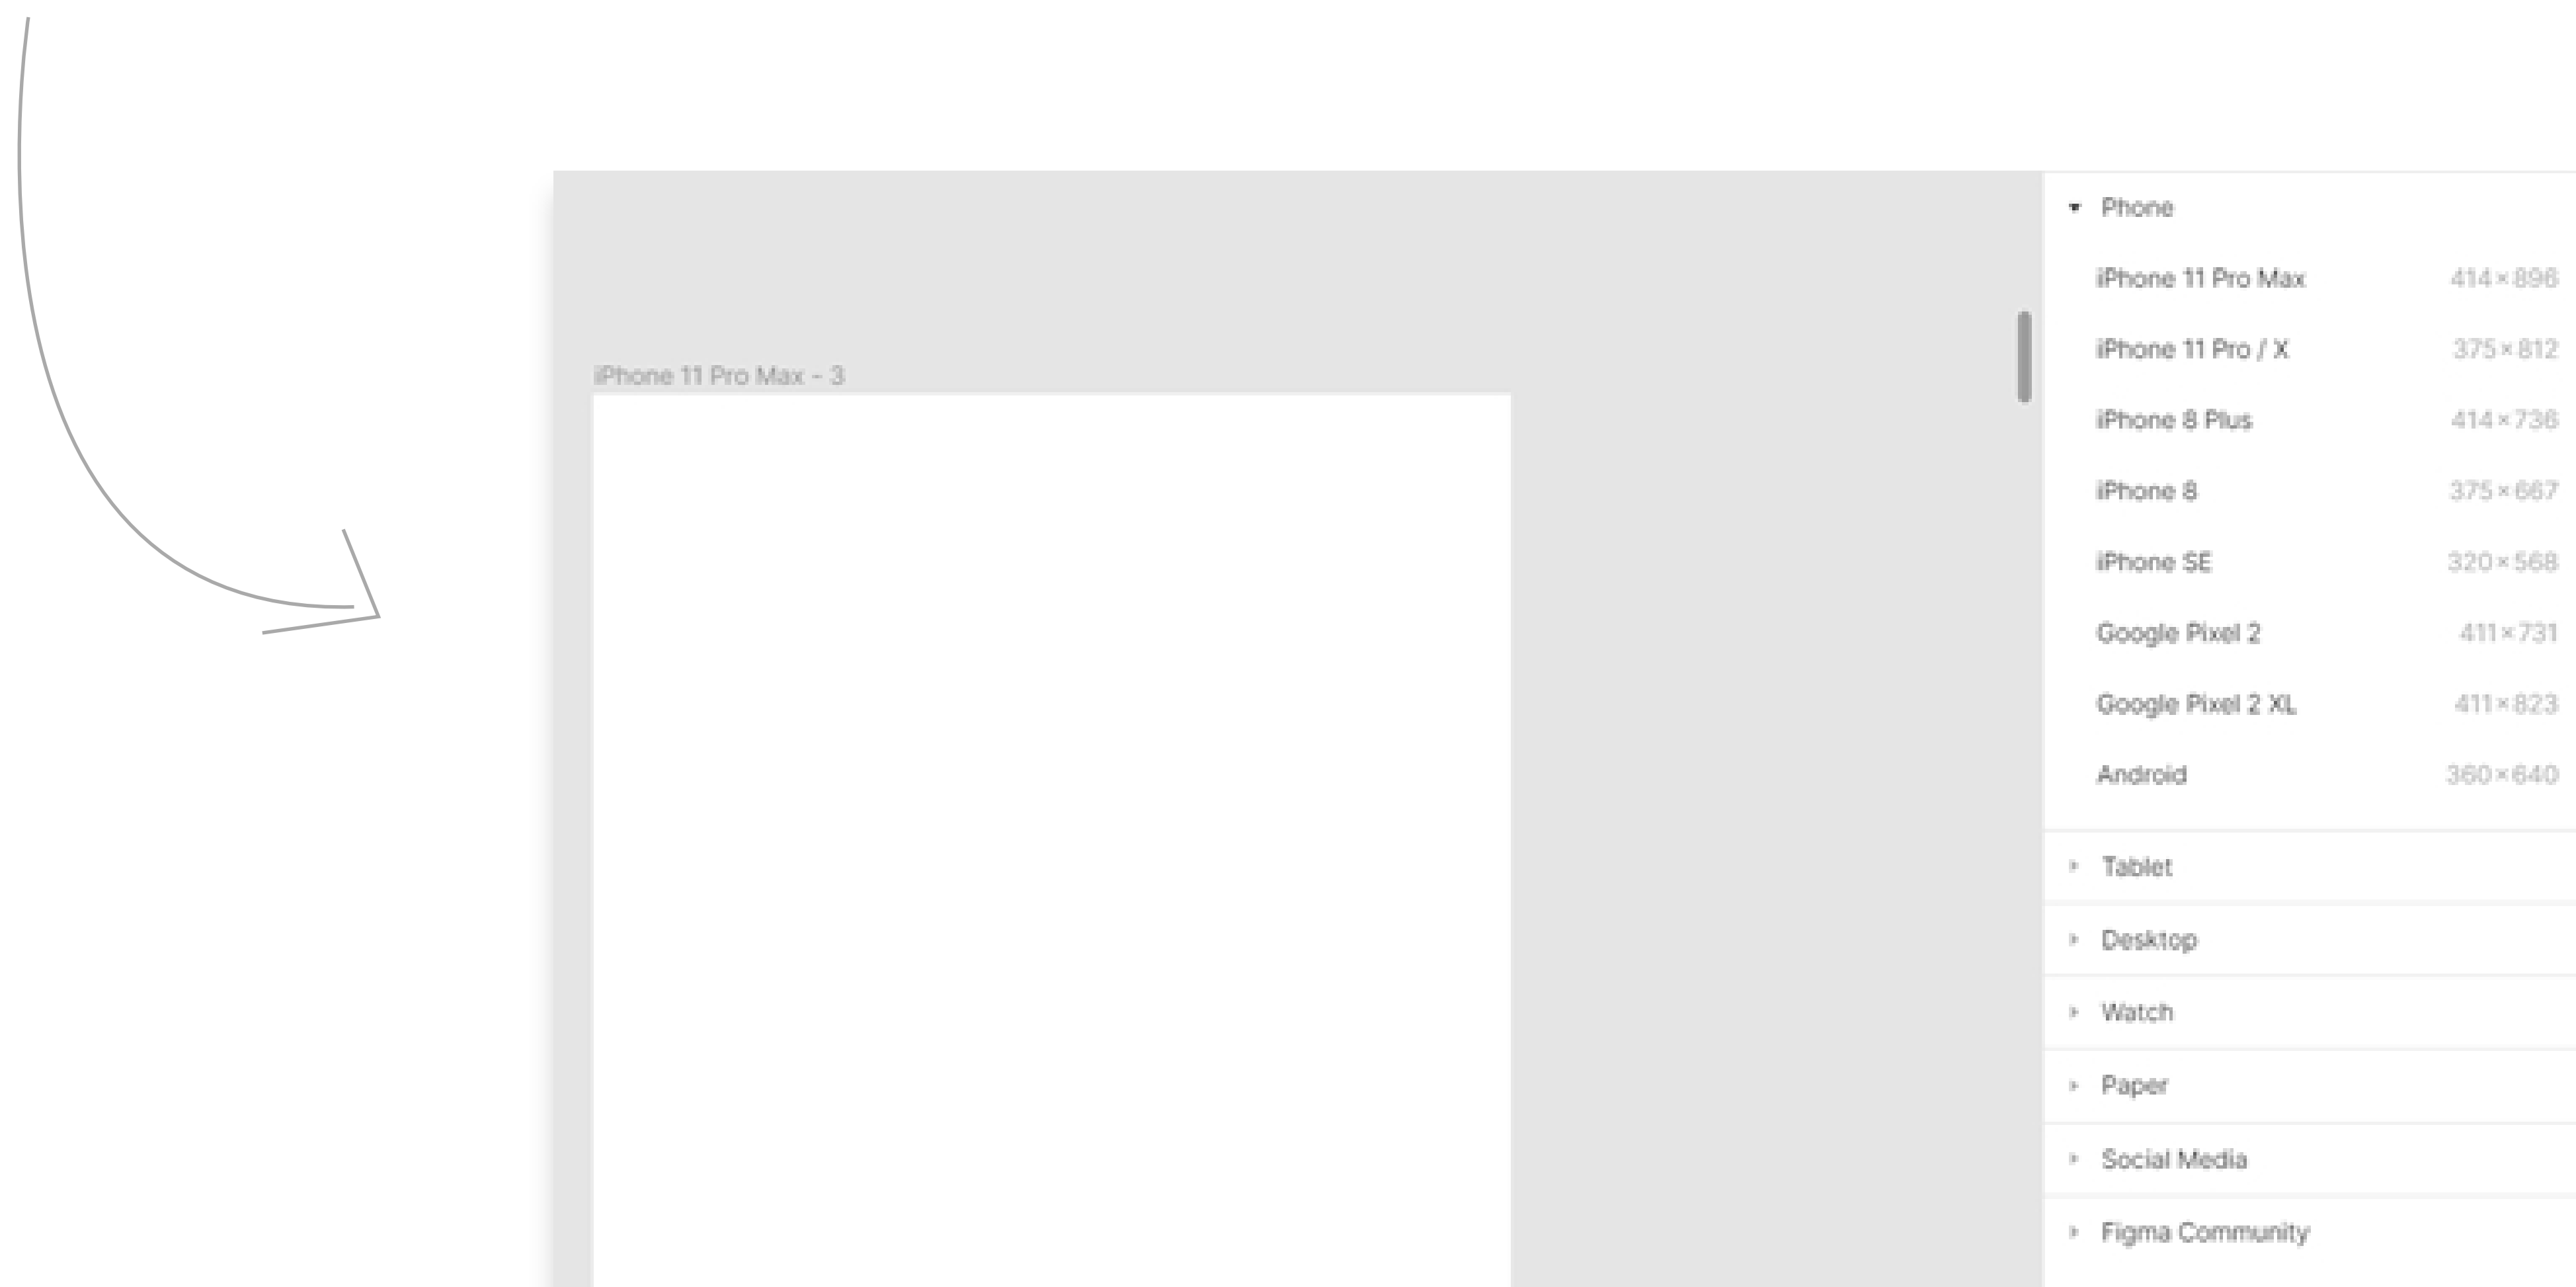 iPhone 11 Pro Max - 3
Phone
iPhone 11 Pro Max 414×896
iPhone 11 Pro / X 375×812
iPhone 8 Plus 414×736
iPhone 8 375×667
iPhone SE 320×568
Google Pixel 2 411×731
Google Pixel 2 XL 411×823
Android 360×640
Tablet
Desktop
Watch
Paper
Social Media
Figma Community